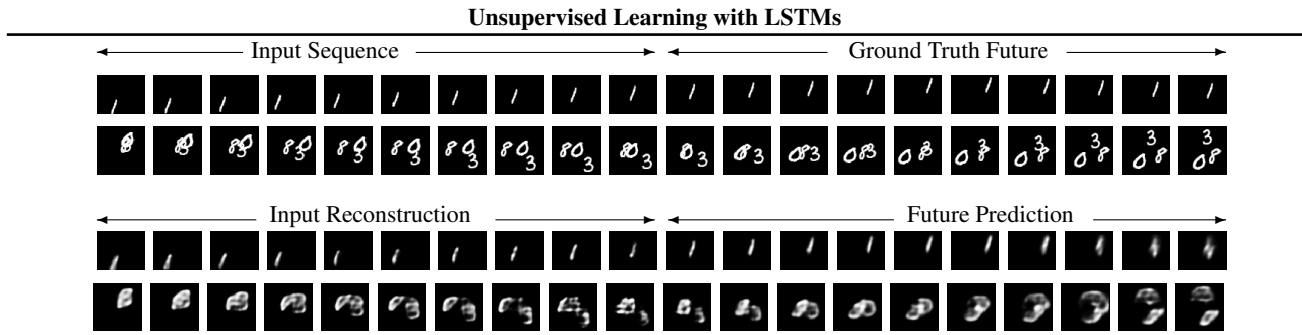 Unsupervised Learning with LSTMs
Input Sequence Ground Truth Future
Input Reconstruction Future Prediction